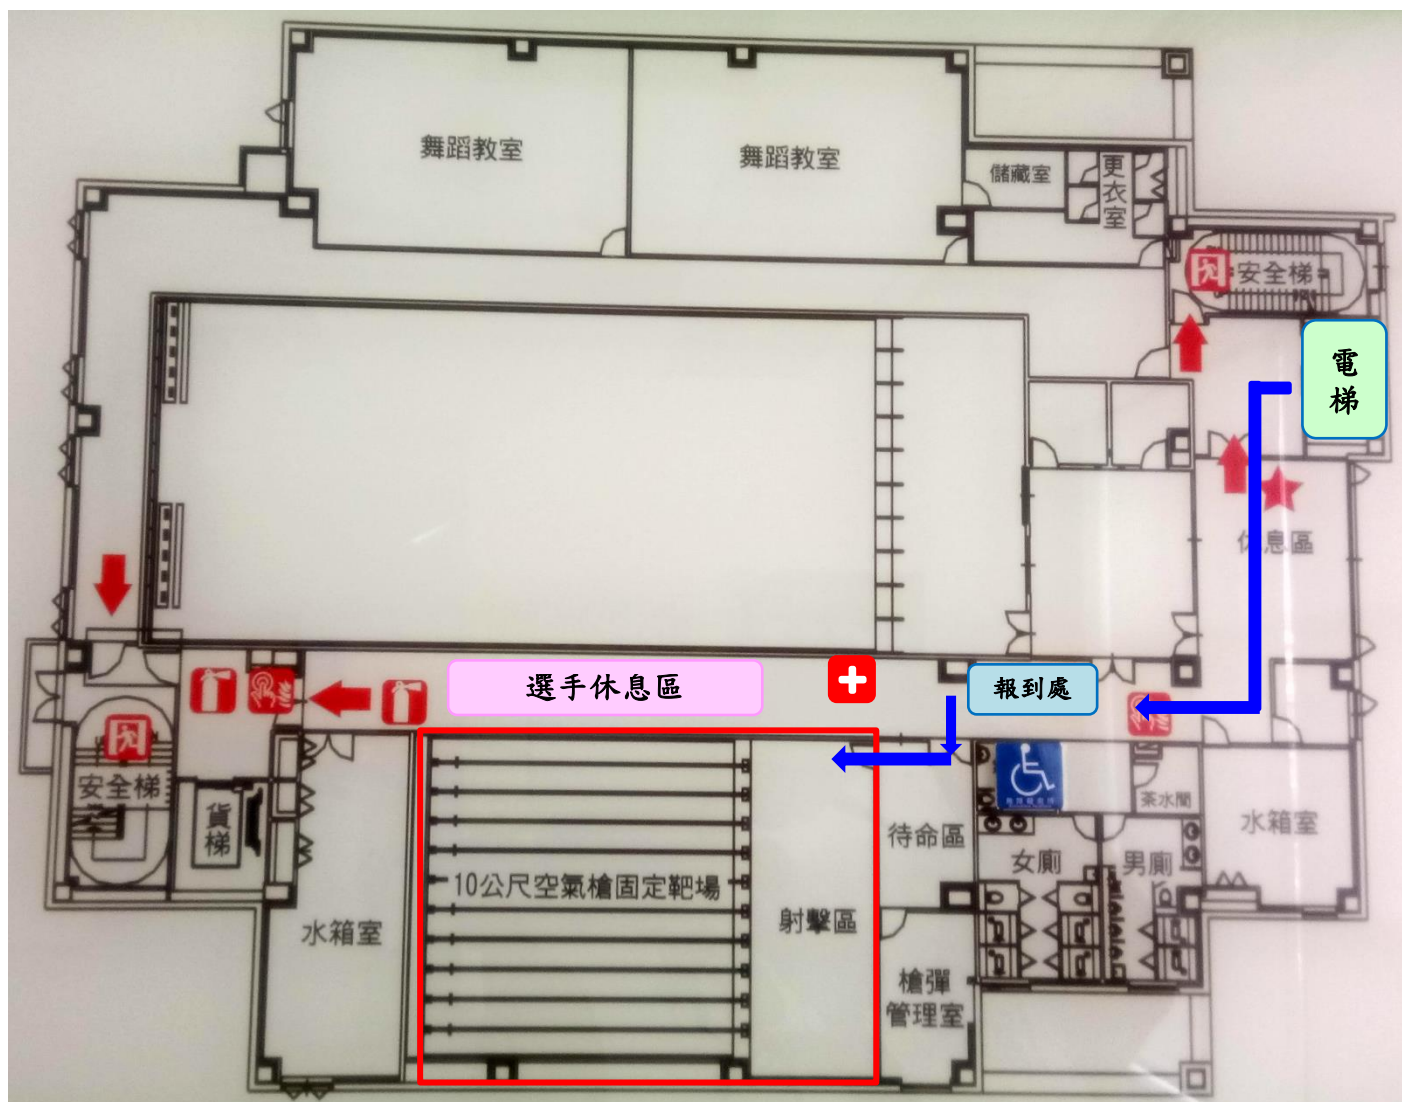 舞蹈教室
舞蹈教室
儲藏室
更衣室
安全梯
電梯
休息區
選手休息區
報到處
安全梯
貨梯
水箱室
10公尺空氣槍固定靶場
射擊區
待命區
槍彈
管理室
女廁
男廁
茶水間
水箱室